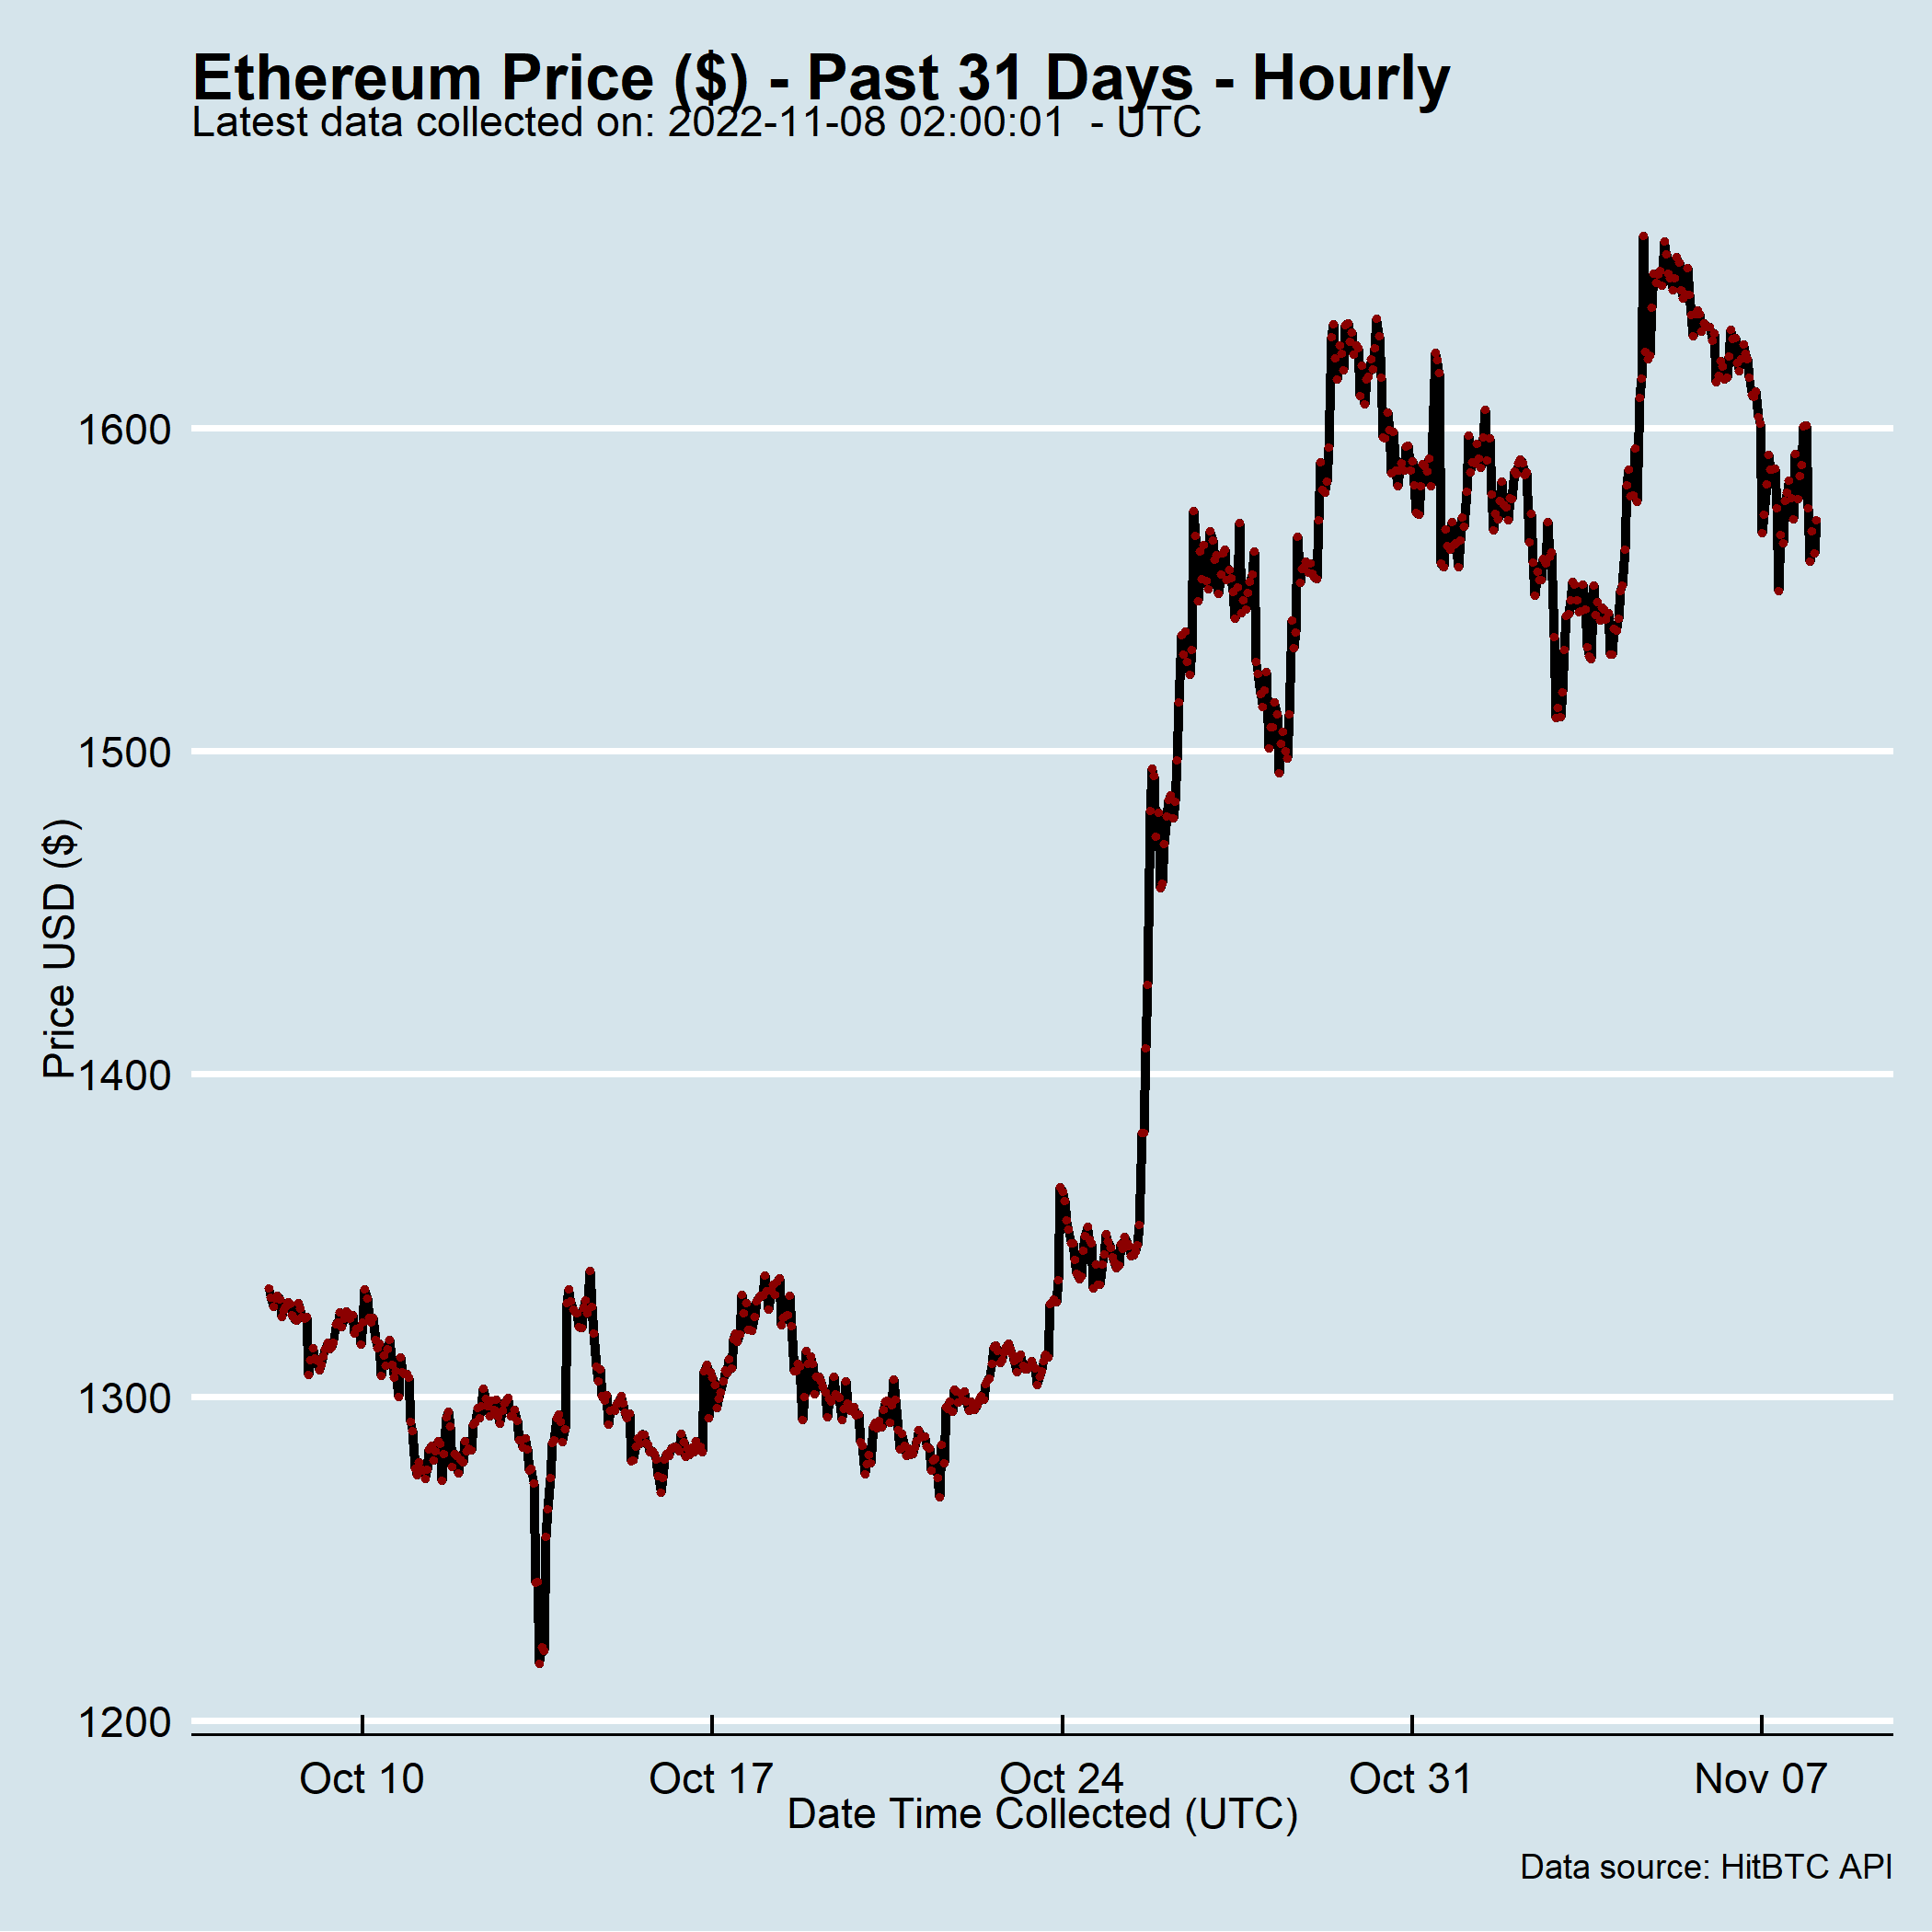 Ethereum Price ($) - Past 31 Days - Hourly
Latest data collected on: 2022-11-08 02:00:01  - UTC
1600
1500
1400
1300
1200
Price USD ($)
Oct 10
Oct 17
Oct 24
Oct 31
Nov 07
Date Time Collected (UTC)
Data source: HitBTC API